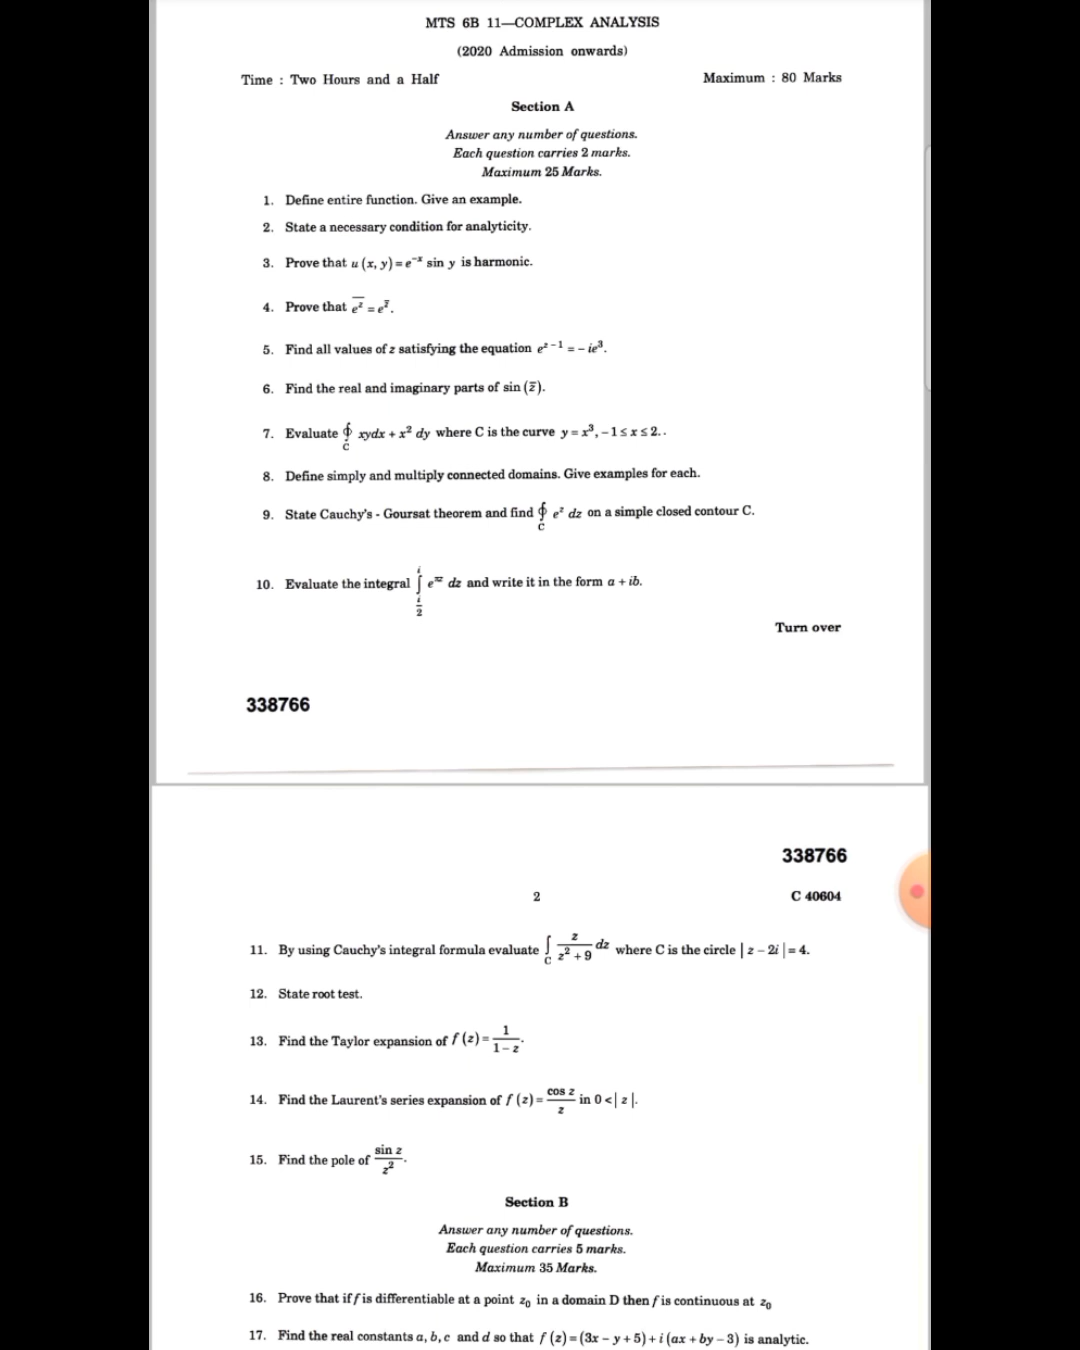 MTS 6B 11—COMPLEX ANALYSIS
(2020 Admission onwards)
Time : Two Hours and a Half Maximum : 80 Marks
Section A
Answer any number of questions.
Each question carries 2 marks.
Maximum 25 Marks.
1. Define entire function. Give an example.
2. State a necessary condition for analyticity.
3. Prove that u (x, y) = e⁻ˣ sin y is harmonic.
4. Prove that \overline{e^z} = e^{\bar{z}}.
5. Find all values of z satisfying the equation e^{z-1} = – ie³.
6. Find the real and imaginary parts of sin (z̄).
7. Evaluate ∮_C xydx + x² dy where C is the curve y = x³, – 1 ≤ x ≤ 2. .
8. Define simply and multiply connected domains. Give examples for each.
9. State Cauchy's - Goursat theorem and find ∮_C e^z dz on a simple closed contour C.
10. Evaluate the integral ∫_{i/2}^{i} e^{πz} dz and write it in the form a + ib.
Turn over
338766
338766
2 C 40604
11. By using Cauchy's integral formula evaluate ∫_C \frac{z}{z² + 9} dz where C is the circle | z – 2i | = 4.
12. State root test.
13. Find the Taylor expansion of f (z) = \frac{1}{1 – z}.
14. Find the Laurent's series expansion of f (z) = \frac{cos z}{z} in 0 < | z |.
15. Find the pole of \frac{sin z}{z²}.
Section B
Answer any number of questions.
Each question carries 5 marks.
Maximum 35 Marks.
16. Prove that if f is differentiable at a point z₀ in a domain D then f is continuous at z₀
17. Find the real constants a, b, c and d so that f (z) = (3x – y + 5) + i (ax + by – 3) is analytic.